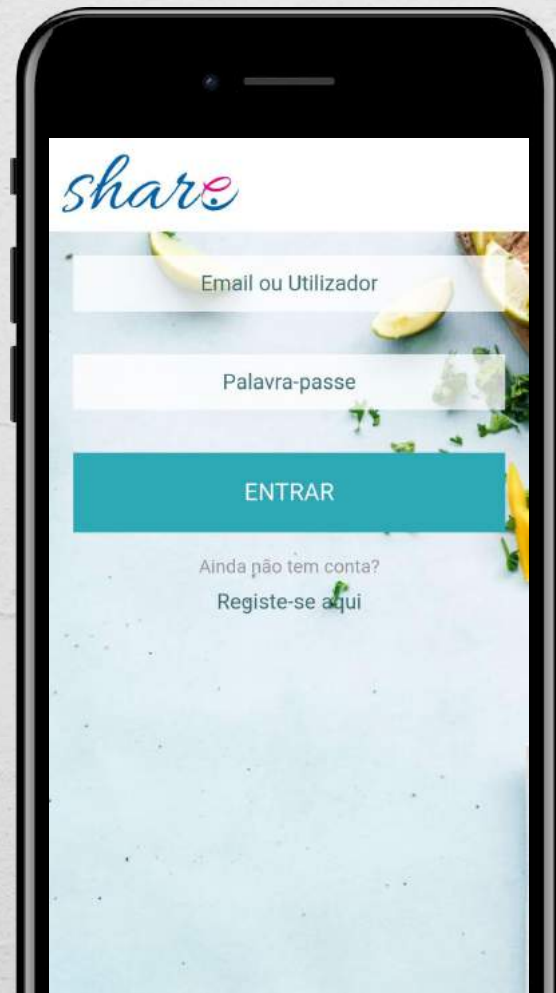 share
Email ou Utilizador
Palavra-passe
ENTRAR
Ainda não tem conta?
Registe-se aqui